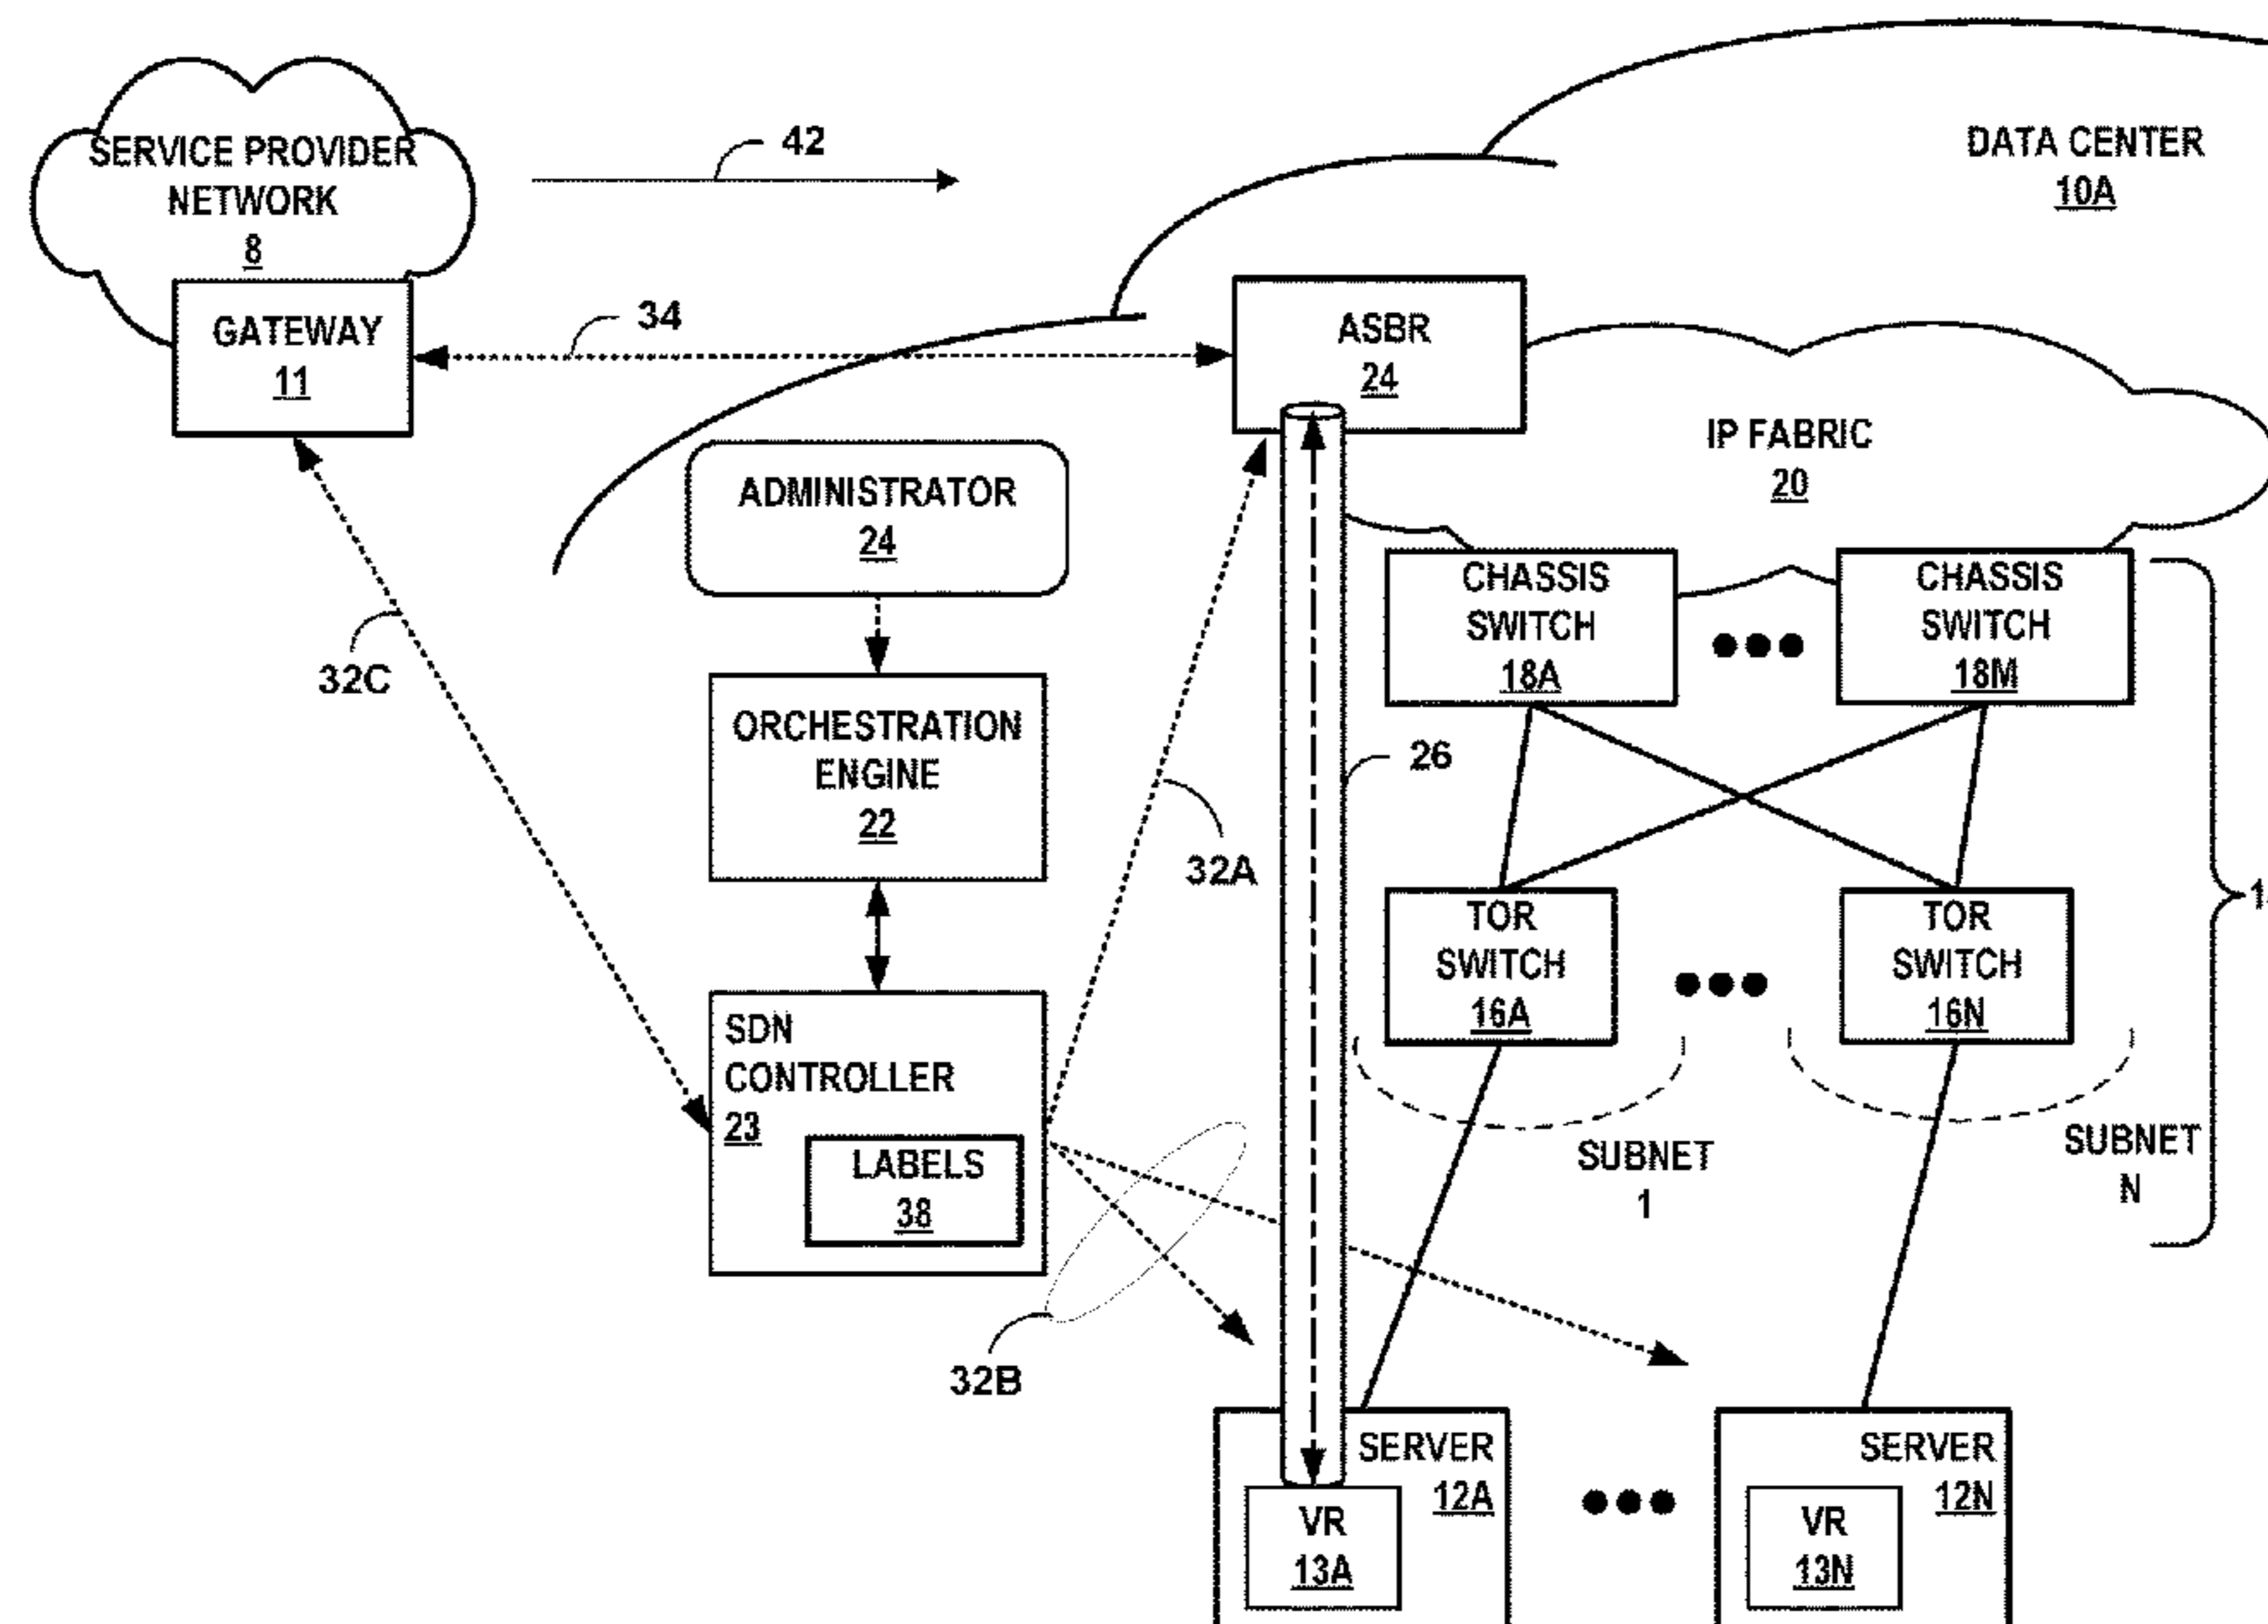 SERVICE PROVIDER
NETWORK
8
42
DATA CENTER
10A
GATEWAY
11
34
ASBR
24
IP FABRIC
20
ADMINISTRATOR
24
CHASSIS
SWITCH
18A
CHASSIS
SWITCH
18M
32C
ORCHESTRATION
ENGINE
22
26
32A
TOR
SWITCH
16A
TOR
SWITCH
16N
SDN
CONTROLLER
23
LABELS
38
SUBNET
1
SUBNET
N
32B
SERVER
12A
VR
13A
SERVER
12N
VR
13N